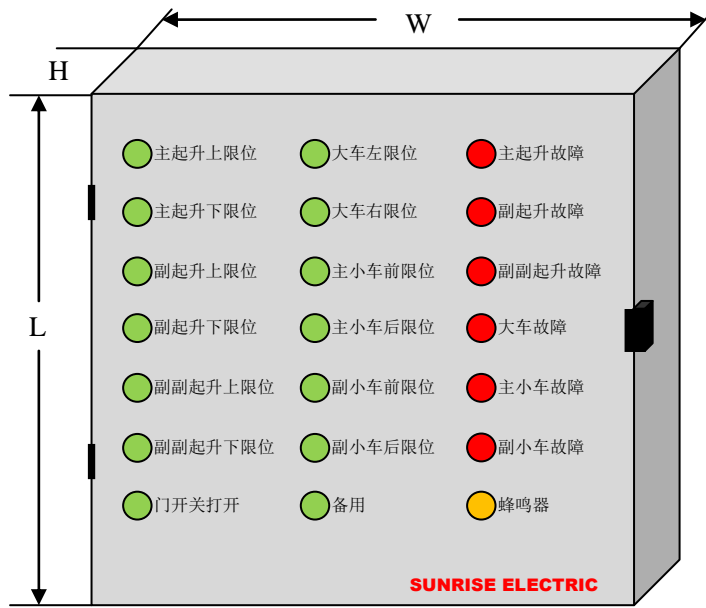 W
H
主起升上限位 大车左限位 主起升故障
主起升下限位 大车右限位 副起升故障
副起升上限位 主小车前限位 副副起升故障
L
副起升下限位 主小车后限位 大车故障
副副起升上限位 副小车前限位 主小车故障
副副起升下限位 副小车后限位 副小车故障
门开关打开 备用 蜂鸣器
SUNRISE ELECTRIC